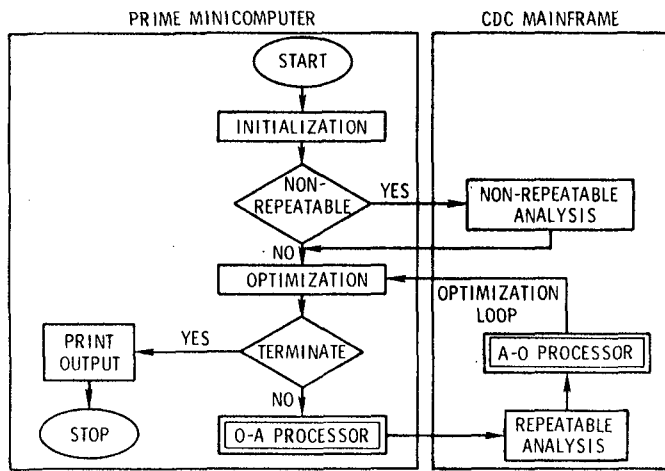 PRIME MINICOMPUTER
CDC MAINFRAME
START
INITIALIZATION
NON-
REPEATABLE
YES
NON-REPEATABLE
ANALYSIS
NO
OPTIMIZATION
OPTIMIZATION
LOOP
PRINT
OUTPUT
YES
TERMINATE
A-O PROCESSOR
NO
STOP
O-A PROCESSOR
REPEATABLE
ANALYSIS